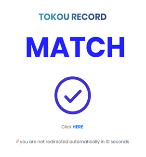 TOKOU RECORD
MATCH
Click HERE
if you are not redirected automatically in 10 seconds